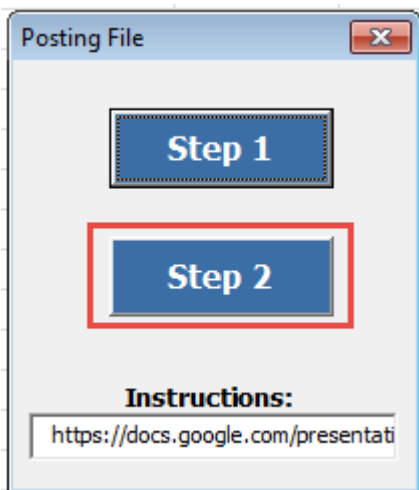 Posting File
Step 1
Step 2
Instructions:
https://docs.google.com/presentati